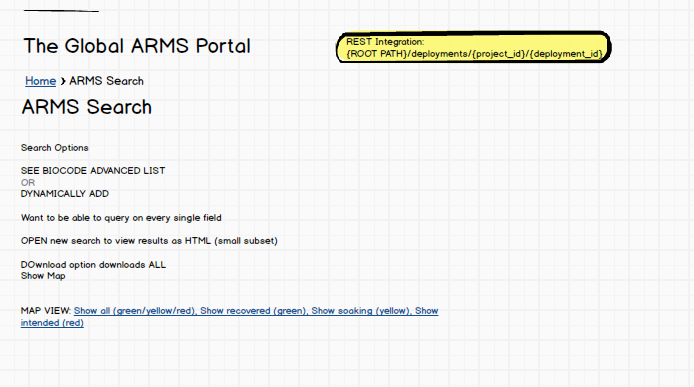 The Global ARMS Portal
REST Integration:
{ROOT PATH}/deployments/{project_id}/{deployment_id}
Home > ARMS Search
ARMS Search
Search Options
SEE BIOCODE ADVANCED LIST
OR
DYNAMICALLY ADD
Want to be able to query on every single field
OPEN new search to view results as HTML (small subset)
DOwnload option downloads ALL
Show Map
MAP VIEW: Show all (green/yellow/red), Show recovered (green), Show soaking (yellow), Show
intended (red)